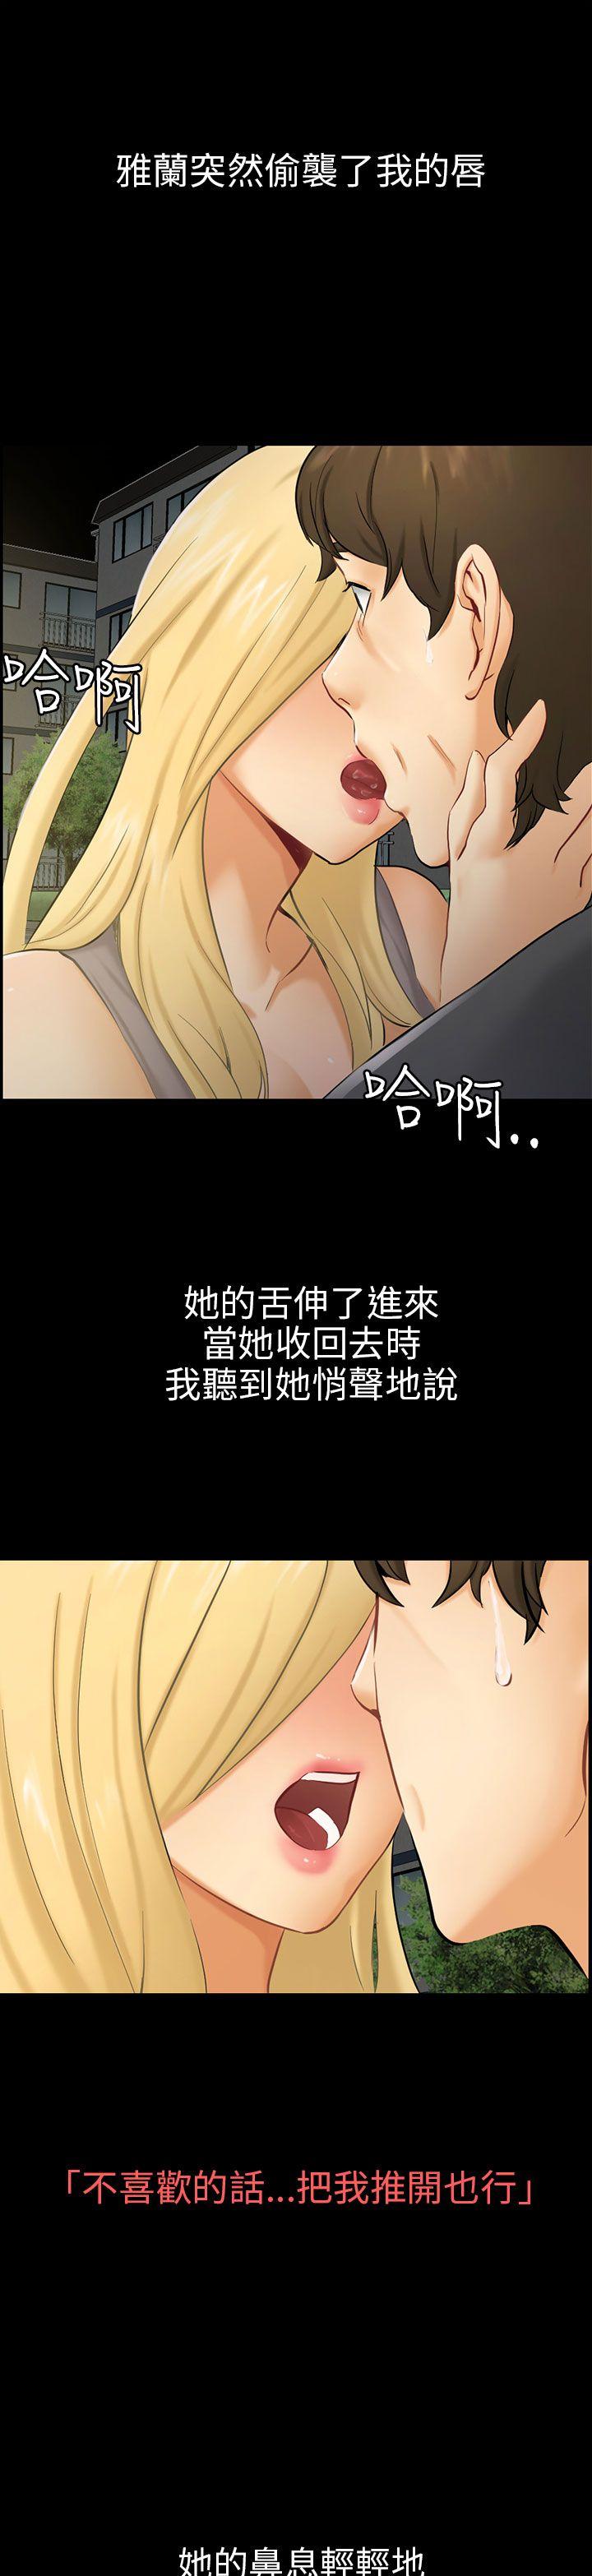 雅蘭突然偷襲了我的唇
哈啊
哈啊..
她的舌伸了進來
當她收回去時
我聽到她悄聲地說
「不喜歡的話...把我推開也行」
她的鼻息輕輕地